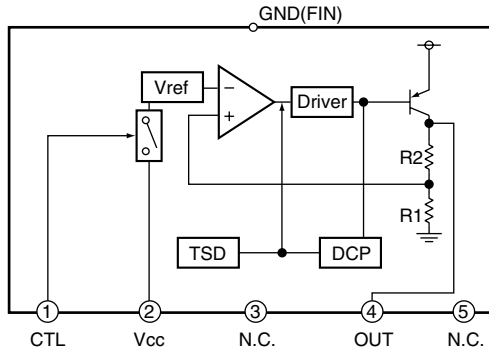 GND(FIN)
Vref
−
+
Driver
R2
R1
TSD
DCP
1
2
3
4
5
CTL
Vcc
N.C.
OUT
N.C.